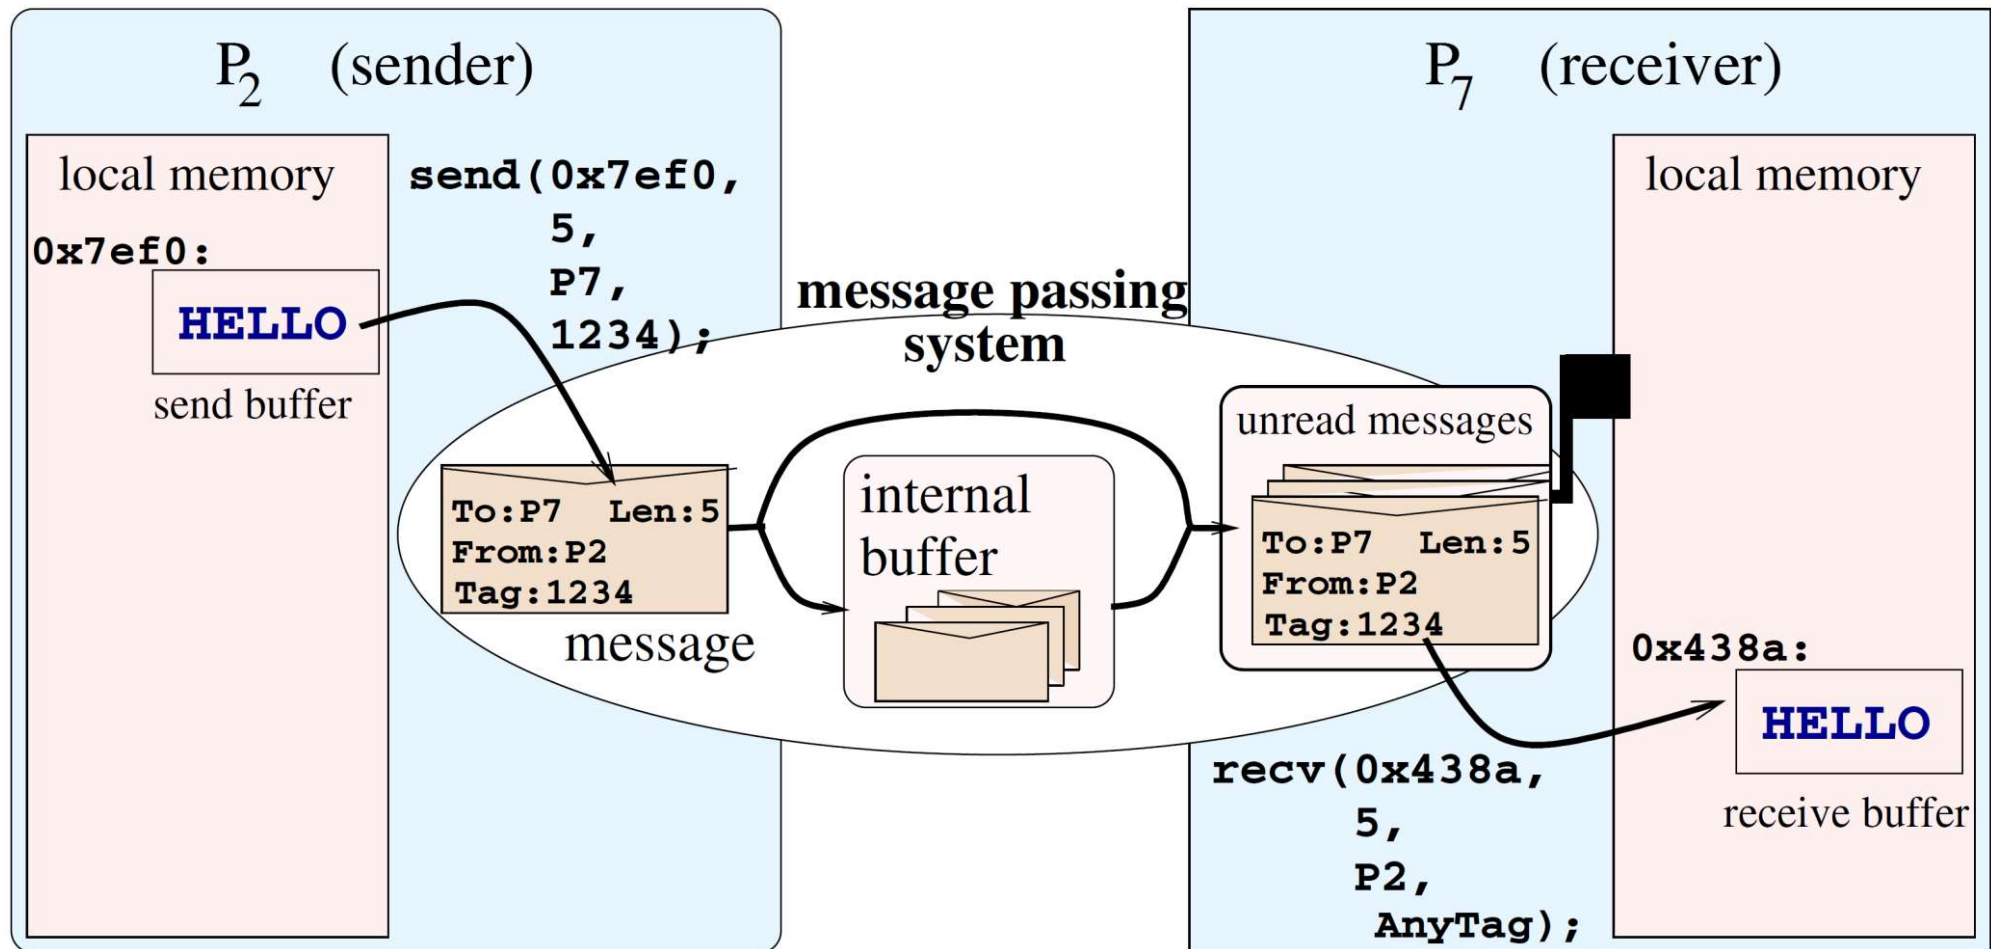 P2 (sender)
local memory
0x7ef0:
HELLO
send buffer
send(0x7ef0,
5,
P7,
1234);
message passing
system
To:P7 Len:5
From:P2
Tag:1234
message
internal
buffer
P7 (receiver)
unread messages
To:P7 Len:5
From:P2
Tag:1234
local memory
0x438a:
HELLO
receive buffer
recv(0x438a,
5,
P2,
AnyTag);